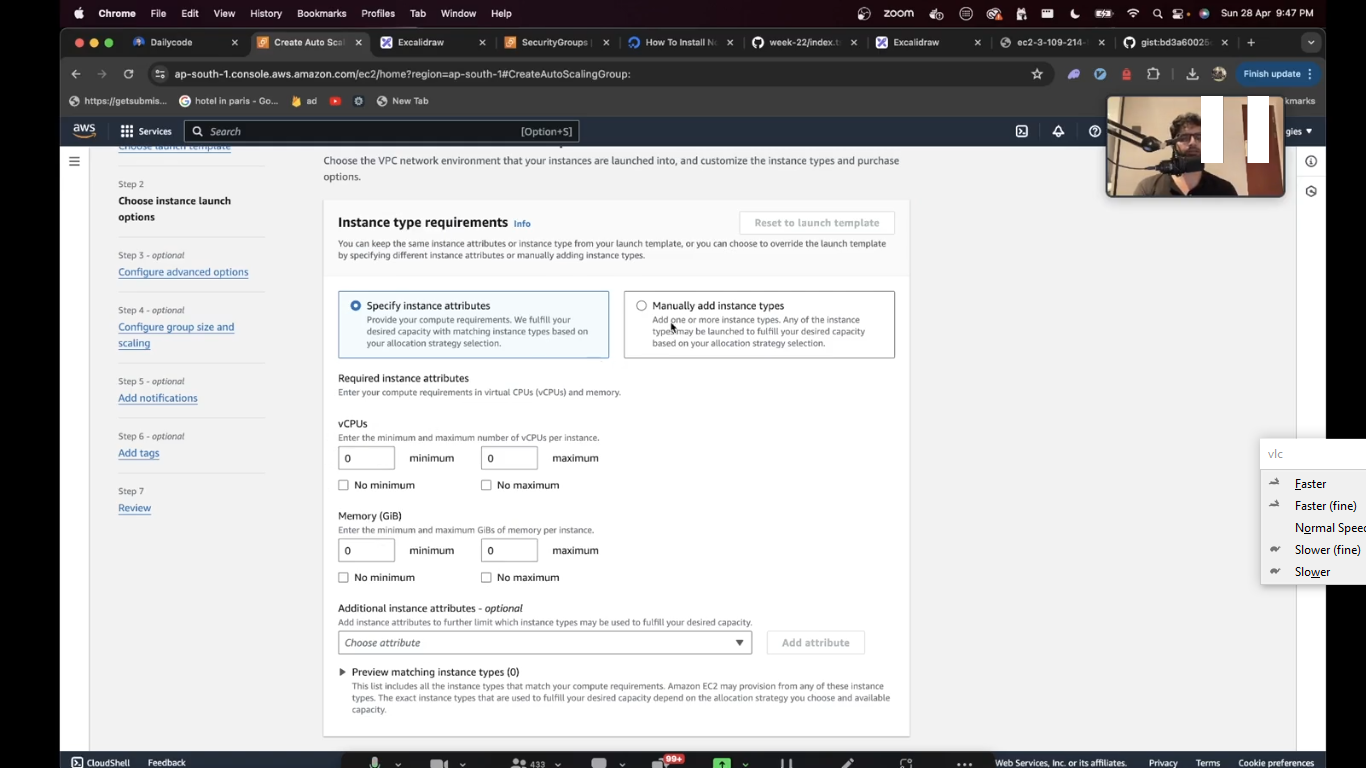 Chrome File Edit View History Bookmarks Profiles Tab Window Help
zoom Sun 28 Apr 9:47 PM
Dailycode
Create Auto Scal
Excalidraw
SecurityGroups
How To Install N
week-22/index.t
Excalidraw
ec2-3-109-214-
gist:bd3a60025
ap-south-1.console.aws.amazon.com/ec2/home?region=ap-south-1#CreateAutoScalingGroup:
Finish update
https://getsubmis...
hotel in paris - Go...
ad
New Tab
kmarks
aws
Services
Search
[Option+S]
gies
Choose launch template
Step 2
Choose instance launch
options
Step 3 - optional
Configure advanced options
Step 4 - optional
Configure group size and
scaling
Step 5 - optional
Add notifications
Step 6 - optional
Add tags
Step 7
Review
Choose the VPC network environment that your instances are launched into, and customize the instance types and purchase
options.
Instance type requirements Info
Reset to launch template
You can keep the same instance attributes or instance type from your launch template, or you can choose to override the launch template
by specifying different instance attributes or manually adding instance types.
Specify instance attributes
Provide your compute requirements. We fulfill your
desired capacity with matching instance types based on
your allocation strategy selection.
Manually add instance types
Add one or more instance types. Any of the instance
types may be launched to fulfill your desired capacity
based on your allocation strategy selection.
Required instance attributes
Enter your compute requirements in virtual CPUs (vCPUs) and memory.
vCPUs
Enter the minimum and maximum number of vCPUs per instance.
0 minimum 0 maximum
No minimum No maximum
Memory (GiB)
Enter the minimum and maximum GiBs of memory per instance.
0 minimum 0 maximum
No minimum No maximum
Additional instance attributes - optional
Add instance attributes to further limit which instance types may be used to fulfill your desired capacity.
Choose attribute
Add attribute
Preview matching instance types (0)
This list includes all the instance types that match your compute requirements. Amazon EC2 may provision from any of these instance
types. The exact instance types that are used to fulfill your desired capacity depend on the allocation strategy you choose and available
capacity.
vlc
Faster
Faster (fine)
Normal Spee
Slower (fine)
Slower
CloudShell Feedback
433
99+
Web Services, Inc. or its affiliates. Privacy Terms Cookie preferences